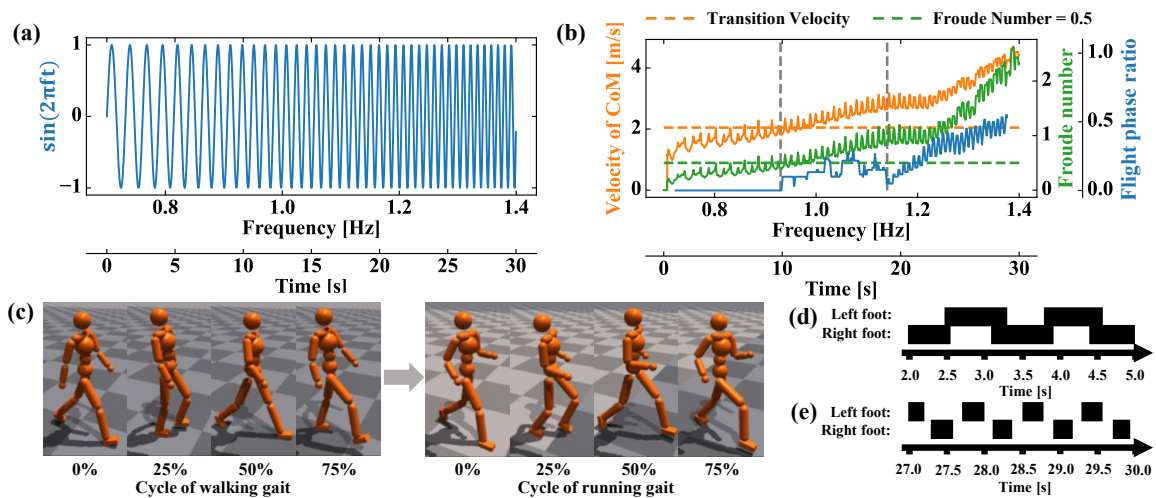 (a)
sin(2πft)
1
0
−1
0.8 1.0 1.2 1.4
Frequency [Hz]
0 5 10 15 20 25 30
Time [s]
(b)
Transition Velocity
Froude Number = 0.5
Velocity of CoM [m/s]
4
2
0
Froude number
2
1
0
Flight phase ratio
1.0
0.5
0.0
0.8 1.0 1.2 1.4
Frequency [Hz]
0 10 20 30
Time [s]
(c)
0% 25% 50% 75%
Cycle of walking gait
0% 25% 50% 75%
Cycle of running gait
(d)
Left foot:
Right foot:
2.0 2.5 3.0 3.5 4.0 4.5 5.0
Time [s]
(e)
Left foot:
Right foot:
27.0 27.5 28.0 28.5 29.0 29.5 30.0
Time [s]